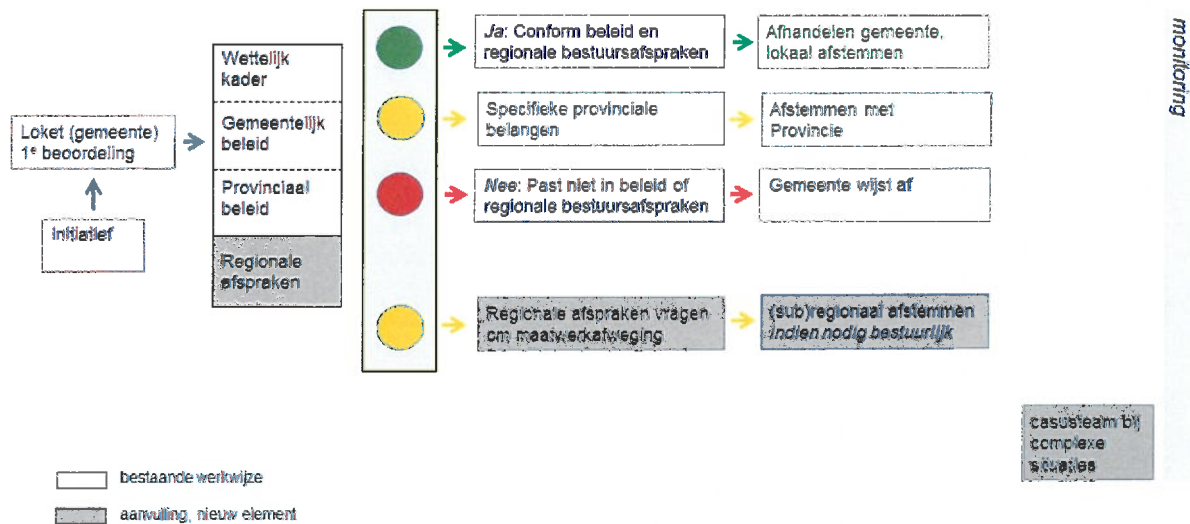 Initiatief
Loket (gemeente)
1e beoordeling
Wettelijk
kader
Gemeentelijk
beleid
Provinciaal
beleid
Regionale
afspraken
Ja: Conform beleid en
regionale bestuursafspraken
Afhandelen gemeente,
lokaal afstemmen
Specifieke provinciale
belangen
Afstemmen met
Provincie
Nee: Past niet in beleid of
regionale bestuursafspraken
Gemeente wijst af
Regionale afspraken vragen
om maatwerkafweging
(sub)regionaal afstemmen
indien nodig bestuurlijk
monitoring
casusteam bij
complexe
situaties
bestaande werkwijze
aanvulling, nieuw element